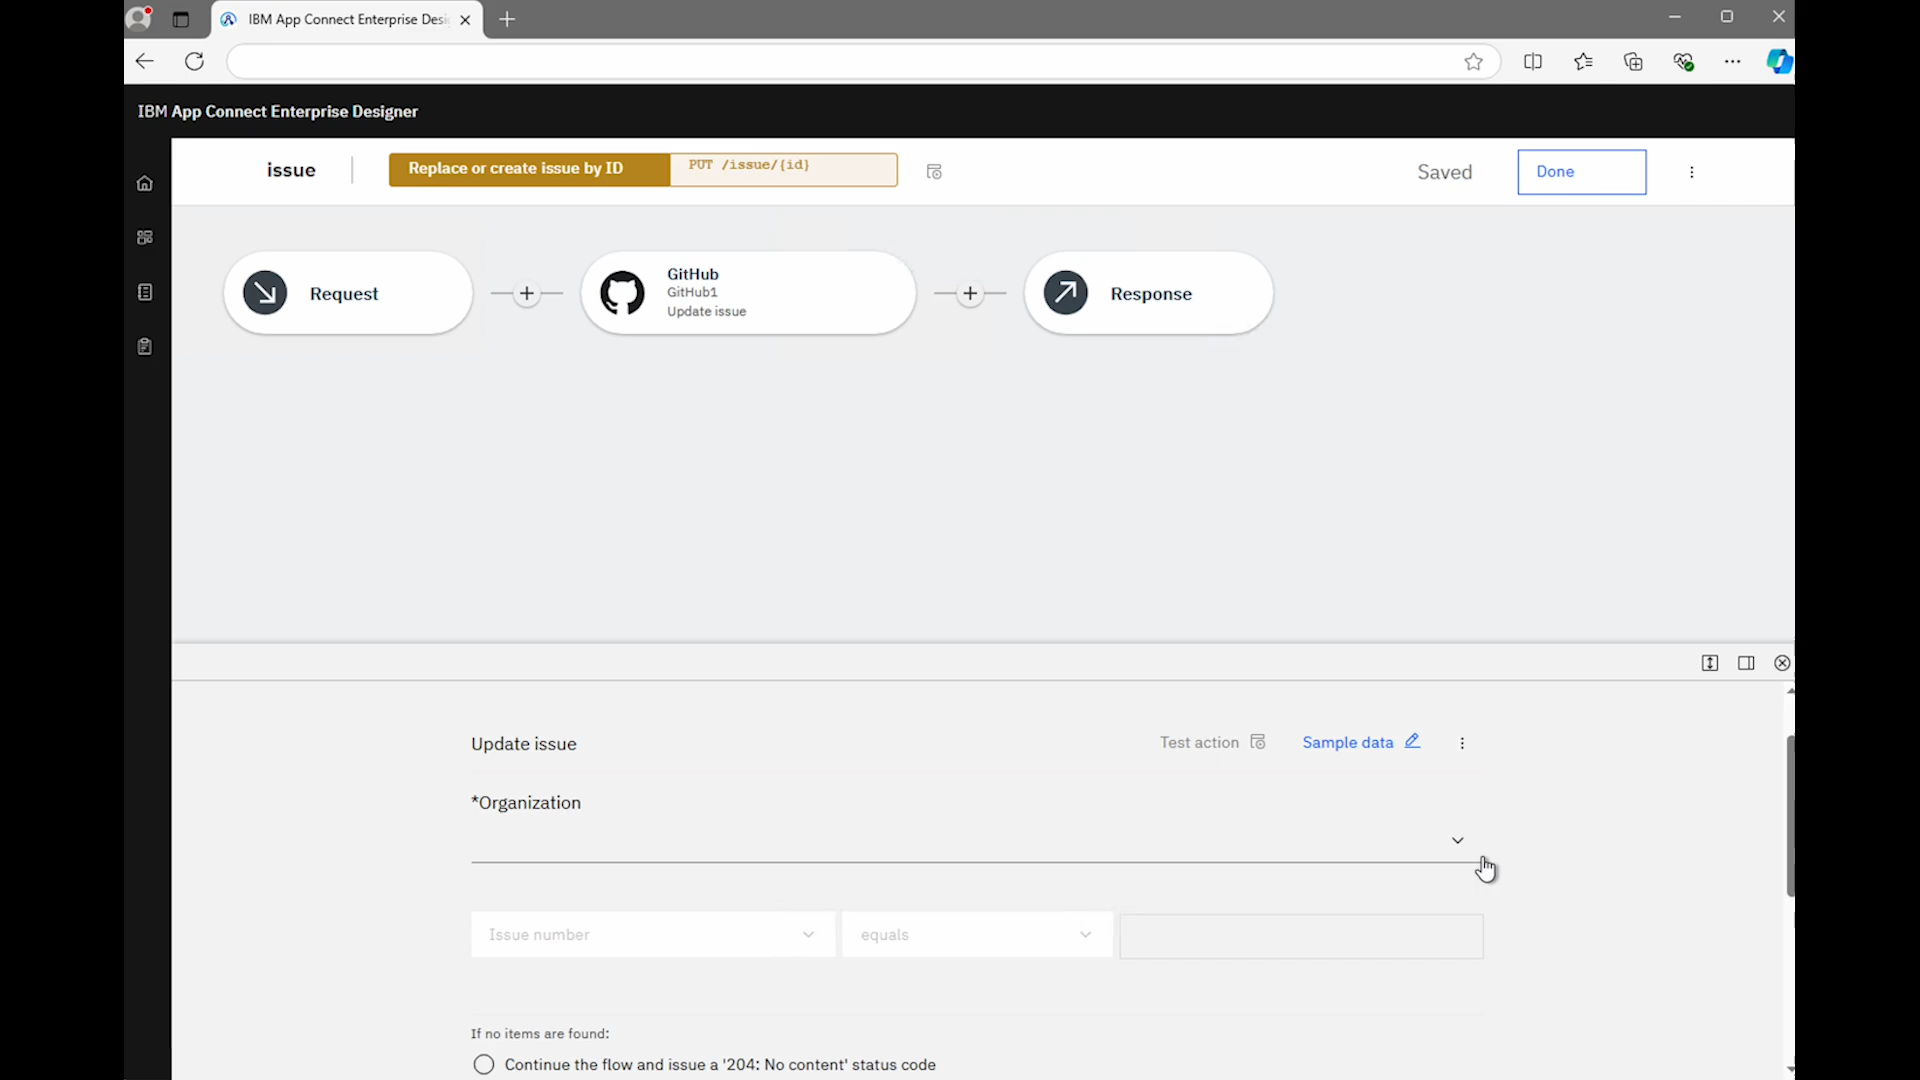 IBM App Connect Enterprise Desi
IBM App Connect Enterprise Designer
issue
Replace or create issue by ID
PUT /issue/{id}
Saved
Done
Request
GitHub
GitHub1
Update issue
Response
Update issue
Test action
Sample data
*Organization
Issue number
equals
If no items are found:
Continue the flow and issue a '204: No content' status code